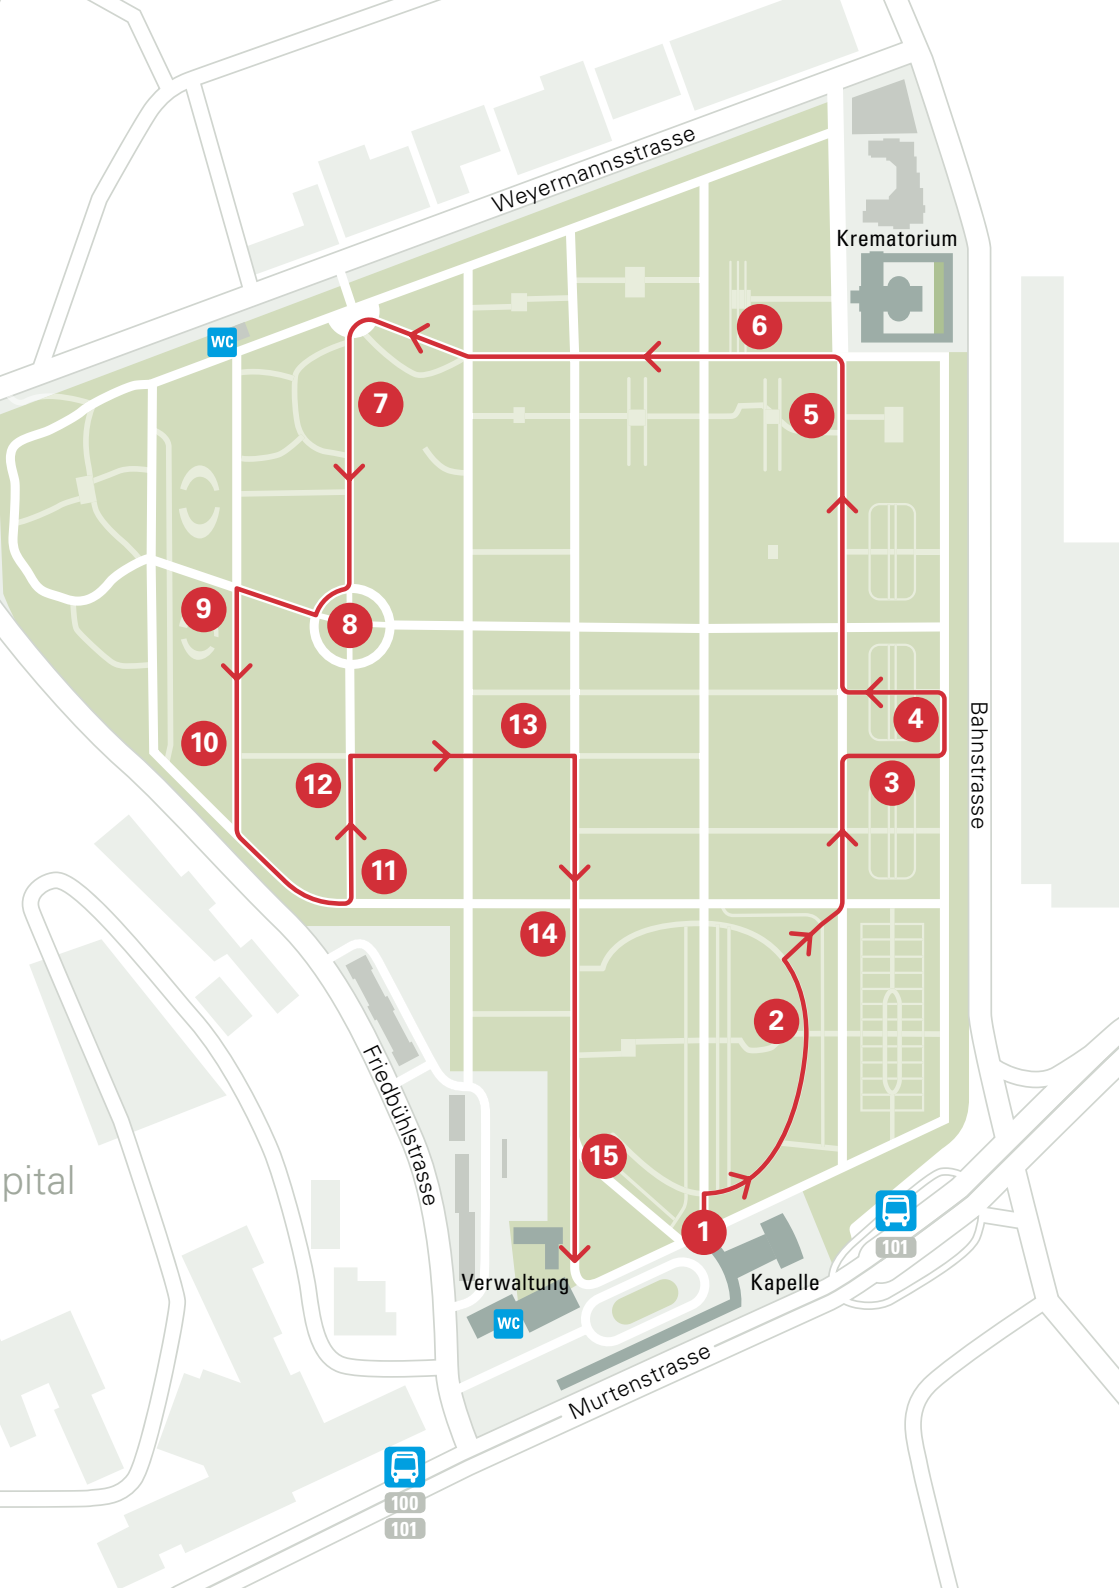 Weyermannsstrasse
Krematorium
6
WC
7
5
9
8
4
13
Bahnstrasse
10
12
3
11
14
2
Friedbühlstrasse
15
pital
1
101
Verwaltung
Kapelle
WC
Murtenstrasse
100
101